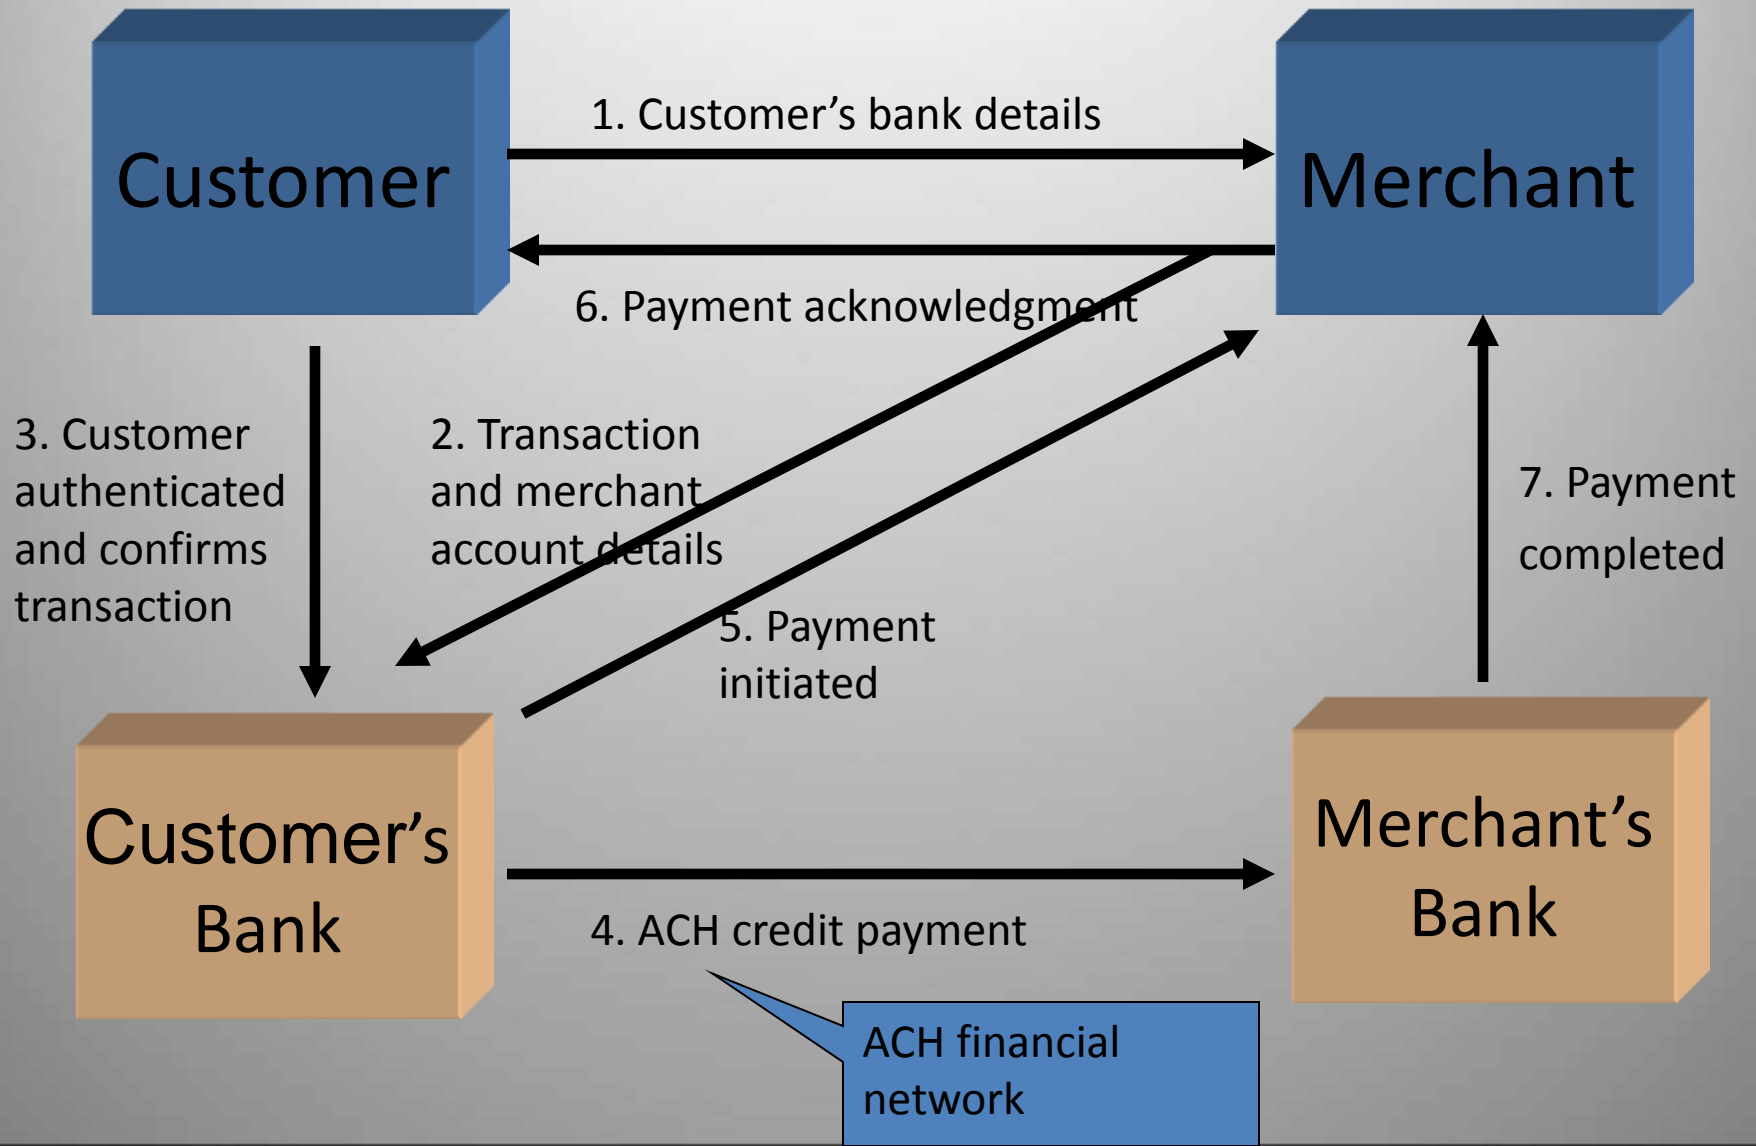 Customer
1. Customer’s bank details
Merchant
6. Payment acknowledgment
3. Customer
authenticated
and confirms
transaction
2. Transaction
and merchant
account details
5. Payment
initiated
7. Payment
completed
Customer’s
Bank
4. ACH credit payment
Merchant’s
Bank
ACH financial
network